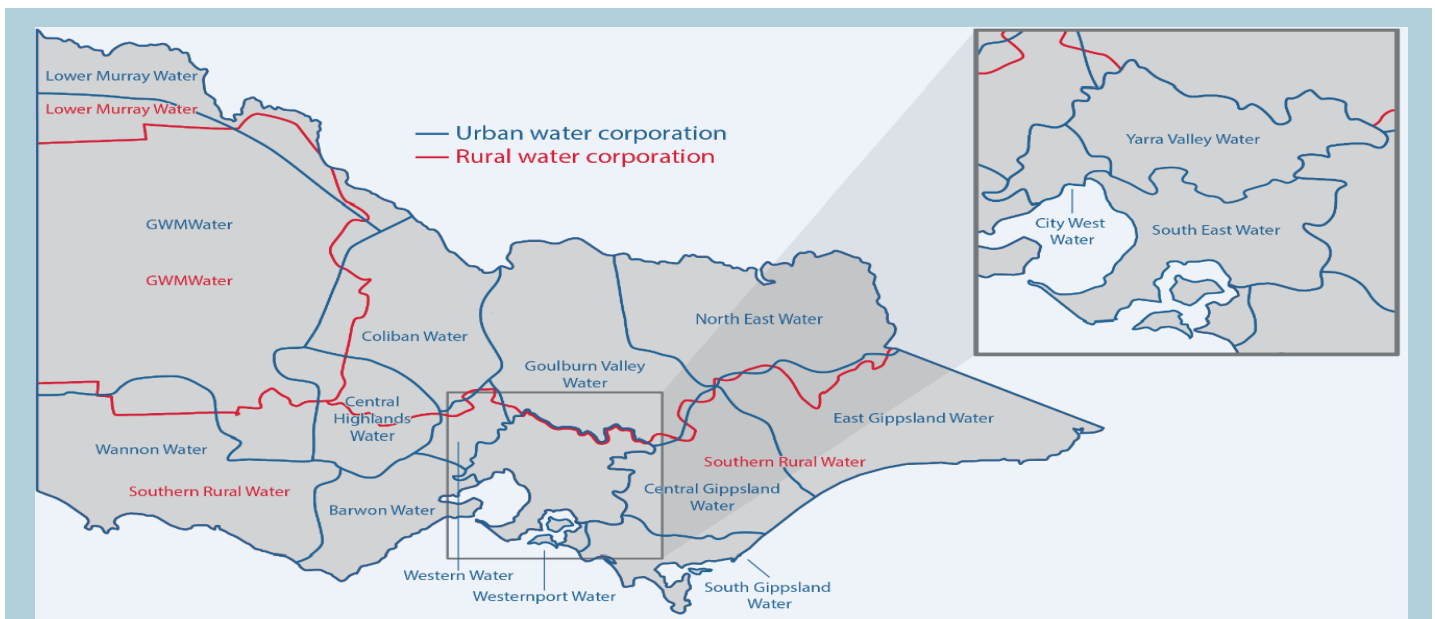 Lower Murray Water
Lower Murray Water
Urban water corporation
Rural water corporation
GWMWater
GWMWater
Coliban Water
North East Water
Goulburn Valley
Water
Central
Highlands
Water
Wannon Water
East Gippsland Water
Southern Rural Water
Southern Rural Water
Central Gippsland
Water
Barwon Water
Western Water
Westernport Water
South Gippsland
Water
Yarra Valley Water
City West
Water
South East Water